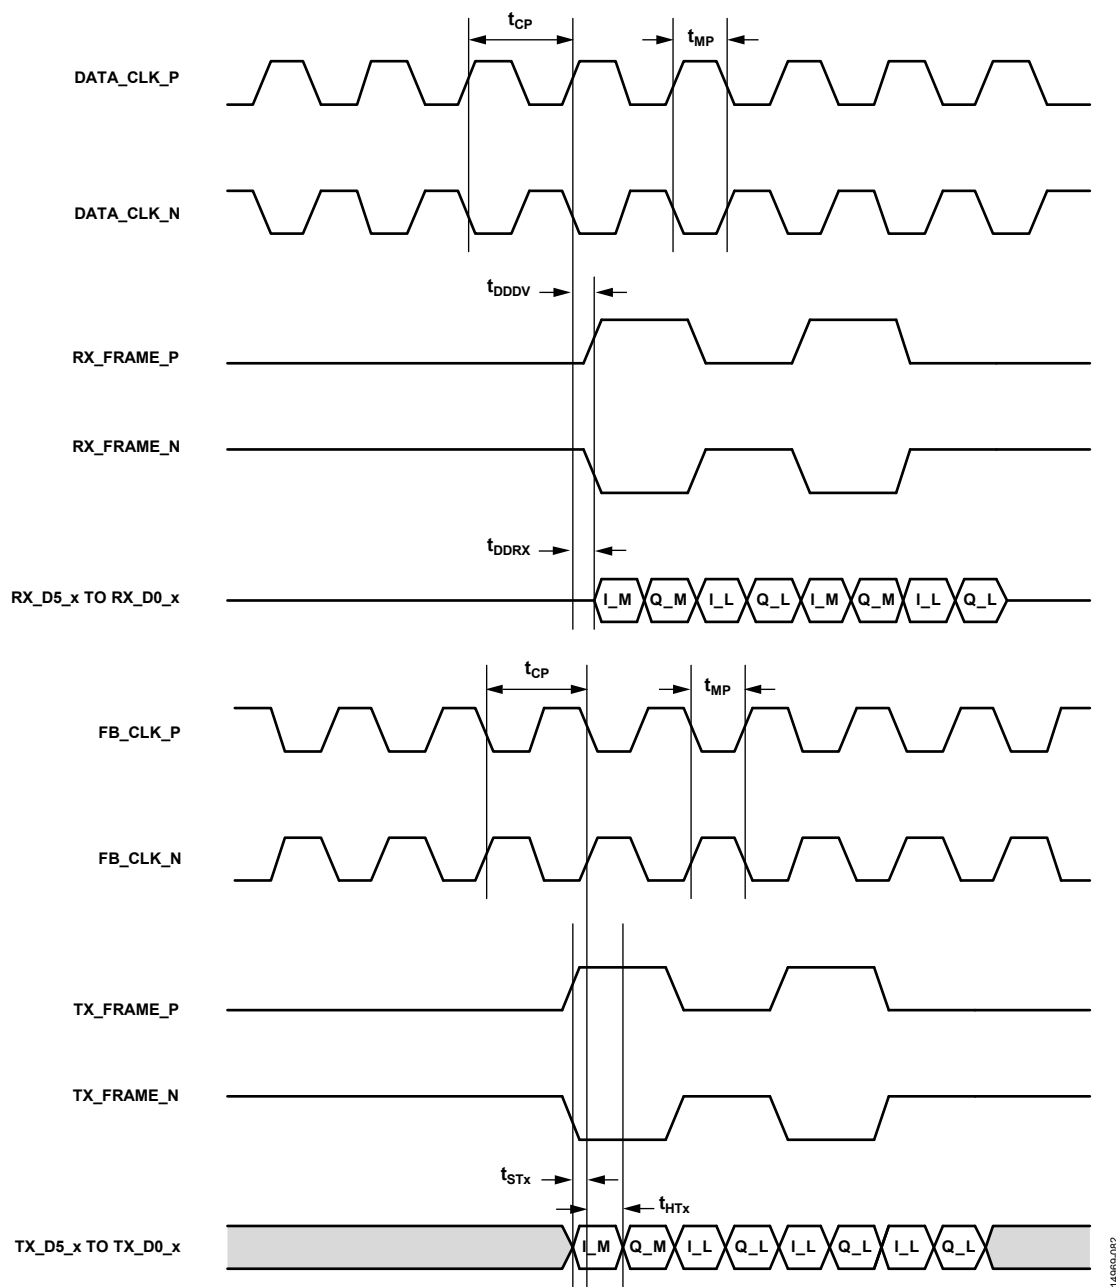 tCP
tMP
DATA_CLK_P
DATA_CLK_N
tDDDV
RX_FRAME_P
RX_FRAME_N
tDDRX
RX_D5_x TO RX_D0_x
I_M Q_M I_L Q_L I_M Q_M I_L Q_L
tCP
tMP
FB_CLK_P
FB_CLK_N
TX_FRAME_P
TX_FRAME_N
tSTx
tHTx
TX_D5_x TO TX_D0_x
I_M Q_M I_L Q_L I_L Q_L I_L Q_L
14969-082